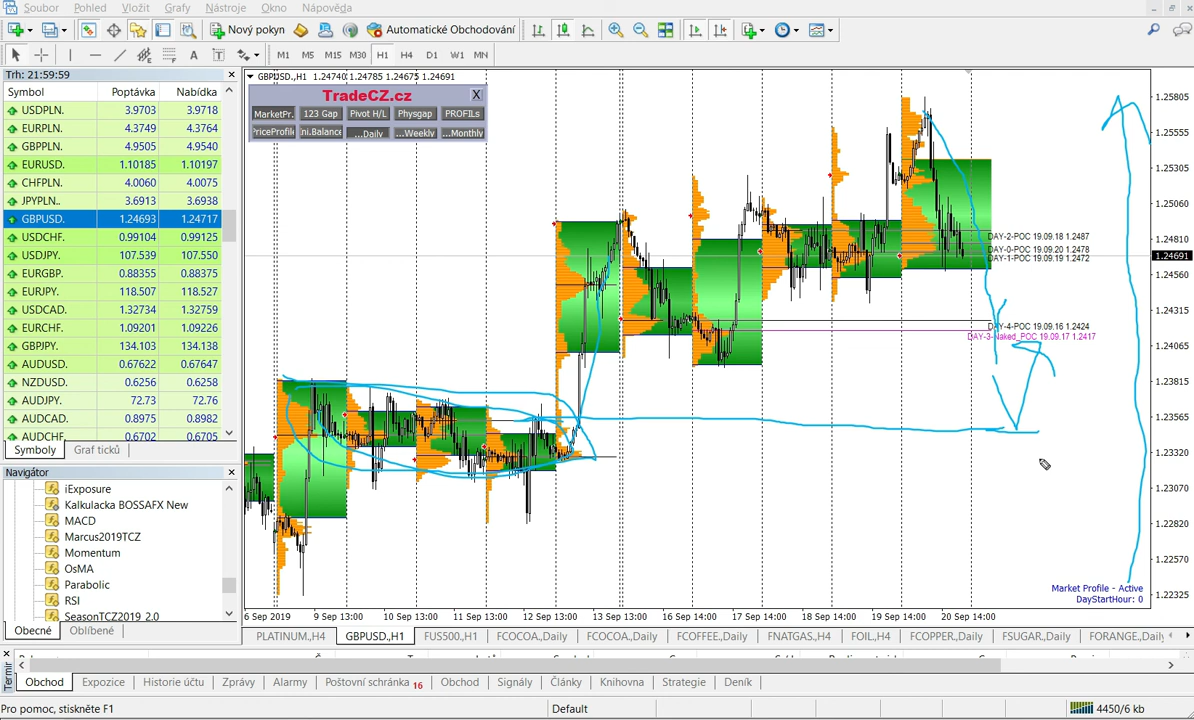 Soubor Pohled Vložit Grafy Nástroje Okno Nápověda
Nový pokyn Automatické Obchodování
M1 M5 M15 M30 H1 H4 D1 W1 MN
Trh: 21:59:59
Symbol Poptávka Nabídka
USDPLN. 3.9703 3.9718
EURPLN. 4.3749 4.3764
GBPPLN. 4.9505 4.9540
EURUSD. 1.10185 1.10197
CHFPLN. 4.0060 4.0075
JPYPLN.. 3.6913 3.6938
GBPUSD. 1.24693 1.24717
USDCHF. 0.99104 0.99125
USDJPY. 107.539 107.550
EURGBP. 0.88355 0.88375
EURJPY. 118.507 118.527
USDCAD. 1.32734 1.32759
EURCHF. 1.09201 1.09226
GBPJPY. 134.103 134.138
AUDUSD. 0.67622 0.67647
NZDUSD. 0.6256 0.6258
AUDJPY. 72.73 72.76
AUDCAD. 0.8975 0.8982
AUDCHF. 0.6702 0.6705
Symboly Graf ticků
Navigátor
iExposure
Kalkulacka BOSSAFX New
MACD
Marcus2019TCZ
Momentum
OsMA
Parabolic
RSI
SeasonTCZ2019 2.0
Obecné Oblíbené
GBPUSD.,H1 1.24740 1.24785 1.24675 1.24691
TradeCZ.cz X
MarketPr. 123 Gap Pivot H/L Physgap PROFILs
PriceProfile Ini.Balance ...Daily ...Weekly ...Monthly
DAY-2-POC 19.09.18 1.2487
DAY-0-POC 19.09.20 1.2478
DAY-1-POC 19.09.19 1.2472
DAY-4-POC 19.09.16 1.2424
DAY-3-Naked_POC 19.09.17 1.2417
1.25805
1.25555
1.25305
1.25060
1.24810
1.24691
1.24560
1.24315
1.24065
1.23815
1.23565
1.23320
1.23070
1.22820
1.22570
1.22325
Market Profile - Active
DayStartHour: 0
6 Sep 2019 9 Sep 13:00 10 Sep 13:00 11 Sep 13:00 12 Sep 13:00 13 Sep 13:00 16 Sep 14:00 17 Sep 14:00 18 Sep 14:00 19 Sep 14:00 20 Sep 14:00
PLATINUM.,H4 GBPUSD.,H1 FUS500.,H1 FCOCOA.,Daily FCOCOA.,Daily FCOFFEE.,Daily FNATGAS.,H4 FOIL.,H4 FCOPPER.,Daily FSUGAR.,Daily FORANGE.,Daily
Obchod Expozice Historie účtu Zprávy Alarmy Poštovní schránka 16 Obchod Signály Články Knihovna Strategie Deník
Pro pomoc, stiskněte F1 Default 4450/6 kb